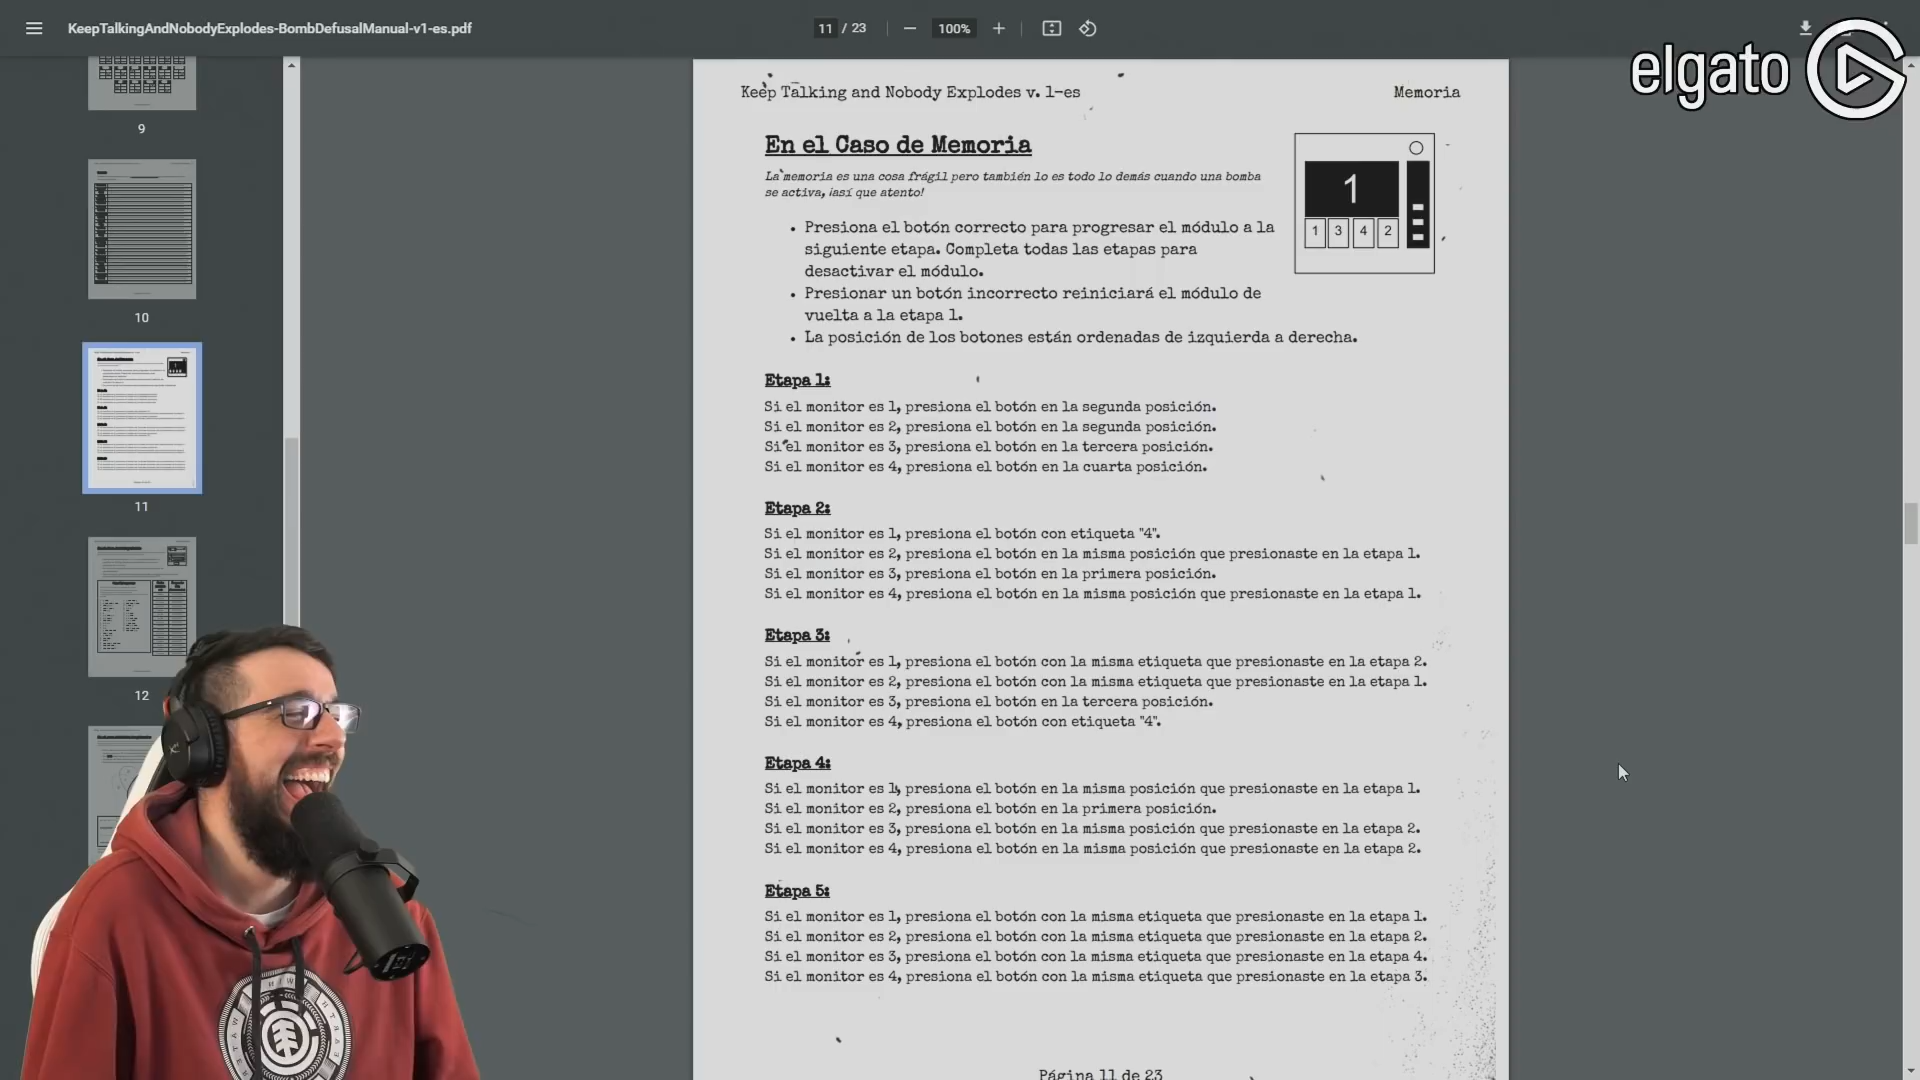 KeepTalkingAndNobodyExplodes-BombDefusalManual-v1-es.pdf
11 / 23
100%
elgato
9
10
11
12
Keep Talking and Nobody Explodes v. 1-es
Memoria
En el Caso de Memoria
La memoria es una cosa frágil pero también lo es todo lo demás cuando una bomba
se activa, ¡así que atento!
1
1 3 4 2
• Presiona el botón correcto para progresar el módulo a la
siguiente etapa. Completa todas las etapas para
desactivar el módulo.
• Presionar un botón incorrecto reiniciará el módulo de
vuelta a la etapa 1.
• La posición de los botones están ordenadas de izquierda a derecha.
Etapa 1:
Si el monitor es 1, presiona el botón en la segunda posición.
Si el monitor es 2, presiona el botón en la segunda posición.
Si el monitor es 3, presiona el botón en la tercera posición.
Si el monitor es 4, presiona el botón en la cuarta posición.
Etapa 2:
Si el monitor es 1, presiona el botón con etiqueta "4".
Si el monitor es 2, presiona el botón en la misma posición que presionaste en la etapa 1.
Si el monitor es 3, presiona el botón en la primera posición.
Si el monitor es 4, presiona el botón en la misma posición que presionaste en la etapa 1.
Etapa 3:
Si el monitor es 1, presiona el botón con la misma etiqueta que presionaste en la etapa 2.
Si el monitor es 2, presiona el botón con la misma etiqueta que presionaste en la etapa 1.
Si el monitor es 3, presiona el botón en la tercera posición.
Si el monitor es 4, presiona el botón con etiqueta "4".
Etapa 4:
Si el monitor es 1, presiona el botón en la misma posición que presionaste en la etapa 1.
Si el monitor es 2, presiona el botón en la primera posición.
Si el monitor es 3, presiona el botón en la misma posición que presionaste en la etapa 2.
Si el monitor es 4, presiona el botón en la misma posición que presionaste en la etapa 2.
Etapa 5:
Si el monitor es 1, presiona el botón con la misma etiqueta que presionaste en la etapa 1.
Si el monitor es 2, presiona el botón con la misma etiqueta que presionaste en la etapa 2.
Si el monitor es 3, presiona el botón con la misma etiqueta que presionaste en la etapa 4.
Si el monitor es 4, presiona el botón con la misma etiqueta que presionaste en la etapa 3.
Página 11 de 23